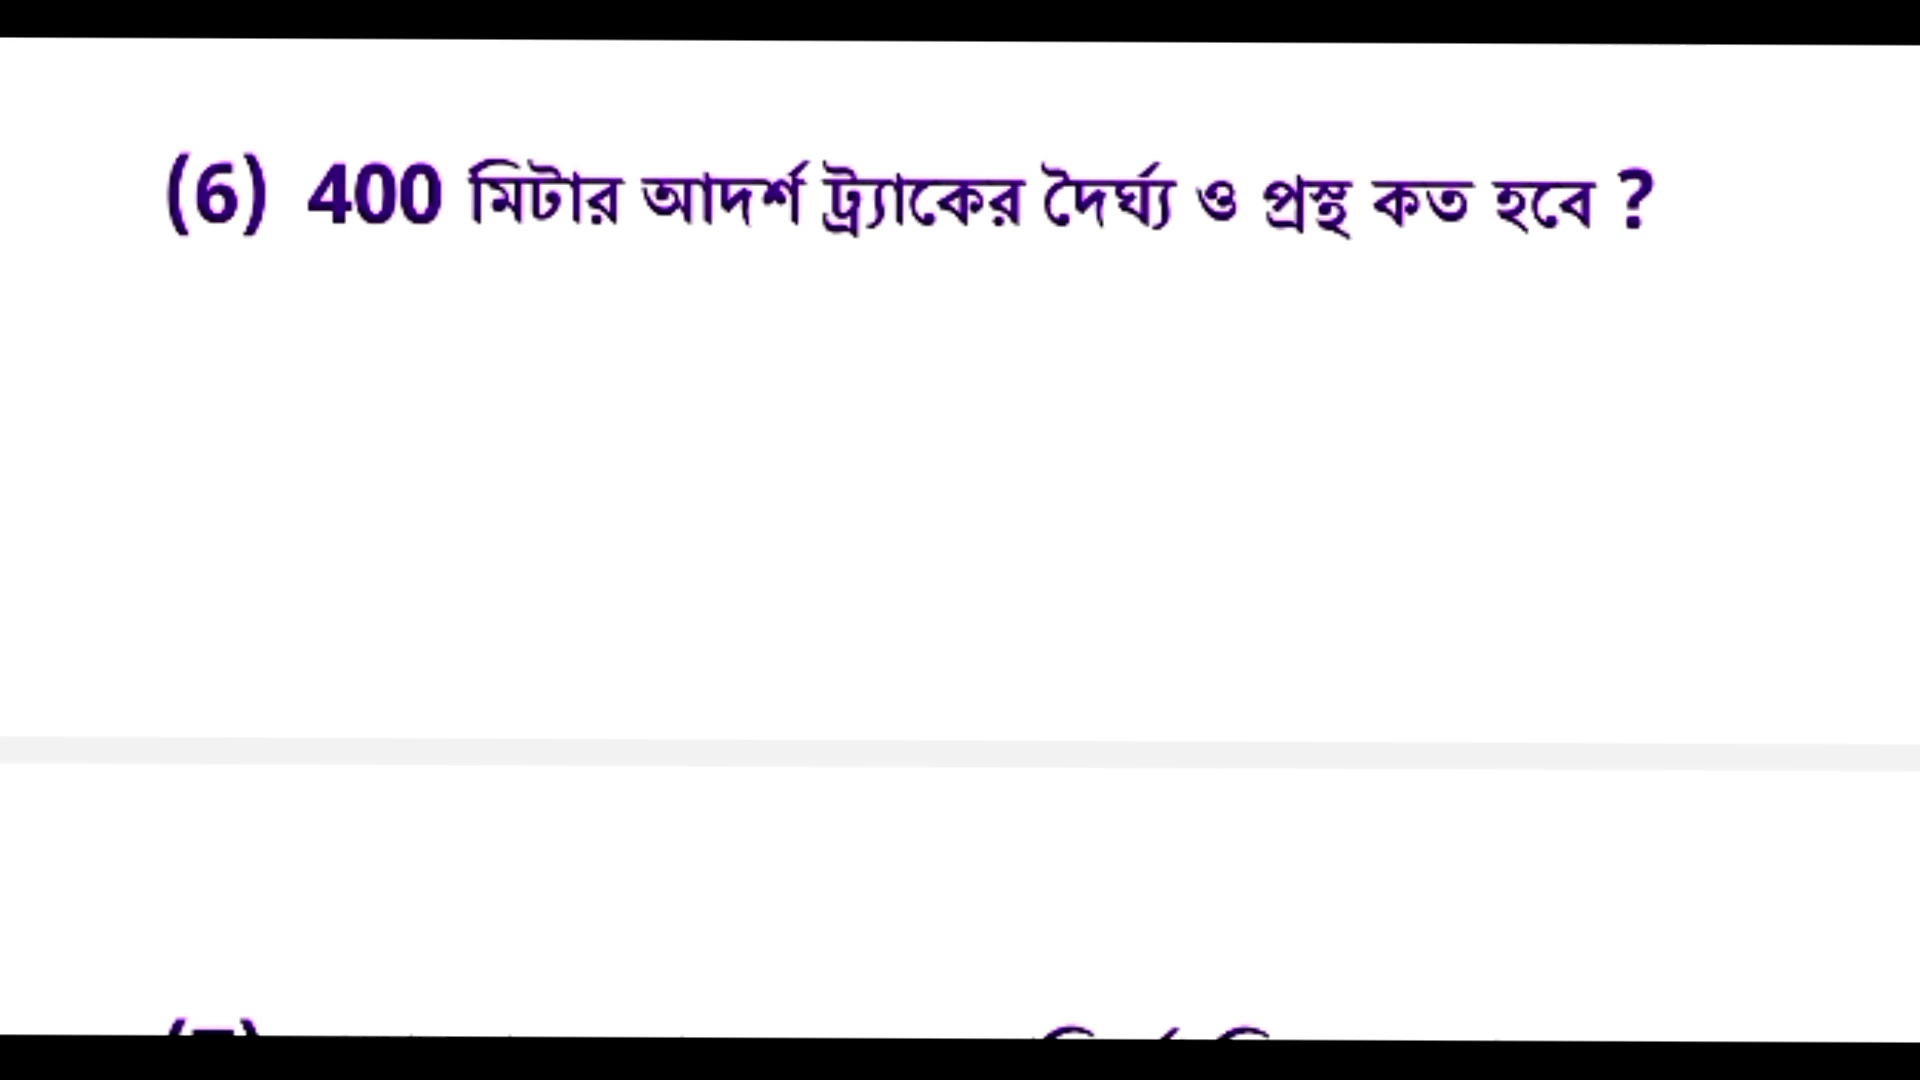 (6) 400 মিটার আদর্শ ট্র্যাকের দৈর্ঘ্য ও প্রস্থ কত হবে ?